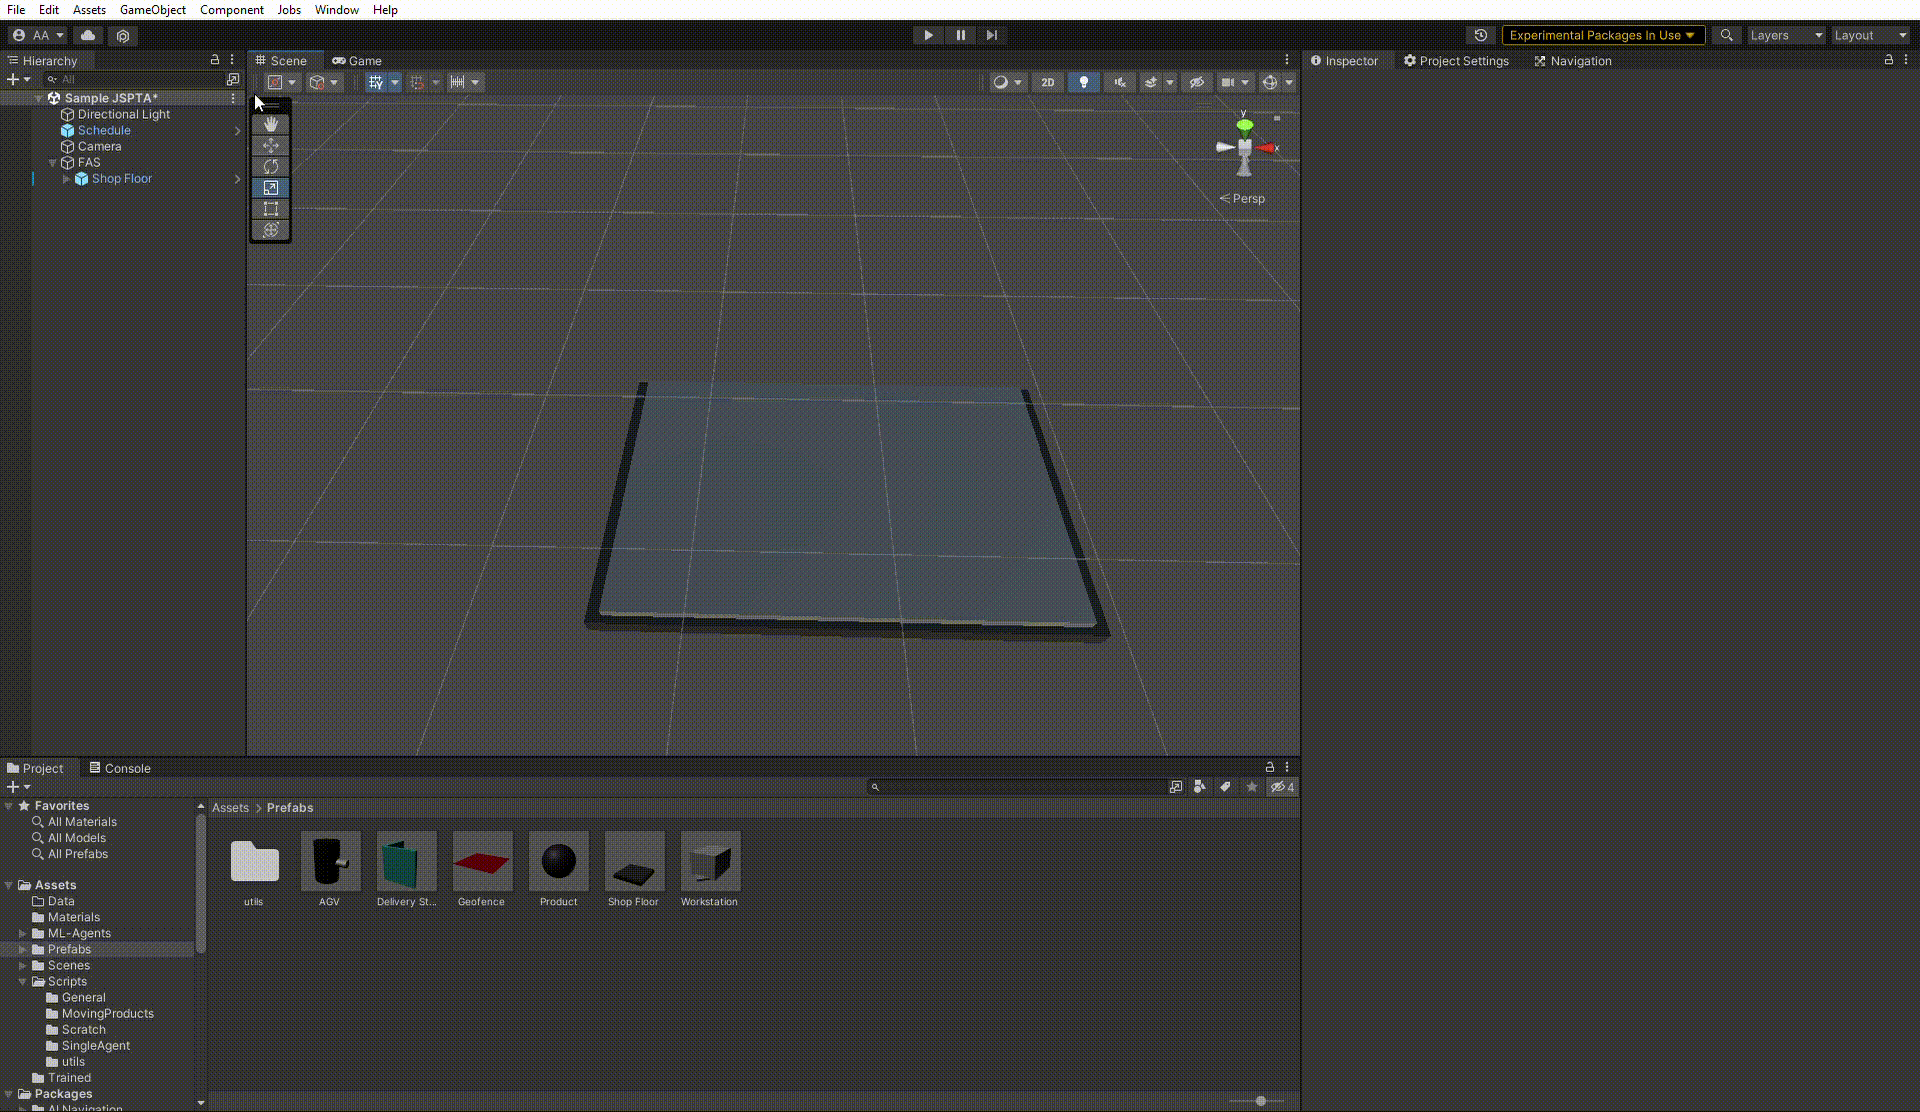 File Edit Assets GameObject Component Jobs Window Help
AA
Experimental Packages In Use
Layers
Layout
Hierarchy
Scene
Game
Inspector
Project Settings
Navigation
All
2D
Sample JSPTA*
Directional Light
Schedule
Camera
FAS
Shop Floor
y
x
Persp
Project
Console
4
Favorites
All Materials
All Models
All Prefabs
Assets
Data
Materials
ML-Agents
Prefabs
Scenes
Scripts
General
MovingProducts
Scratch
SingleAgent
utils
Trained
Packages
AI Navigation
Assets > Prefabs
utils
AGV
Delivery St...
Geofence
Product
Shop Floor
Workstation